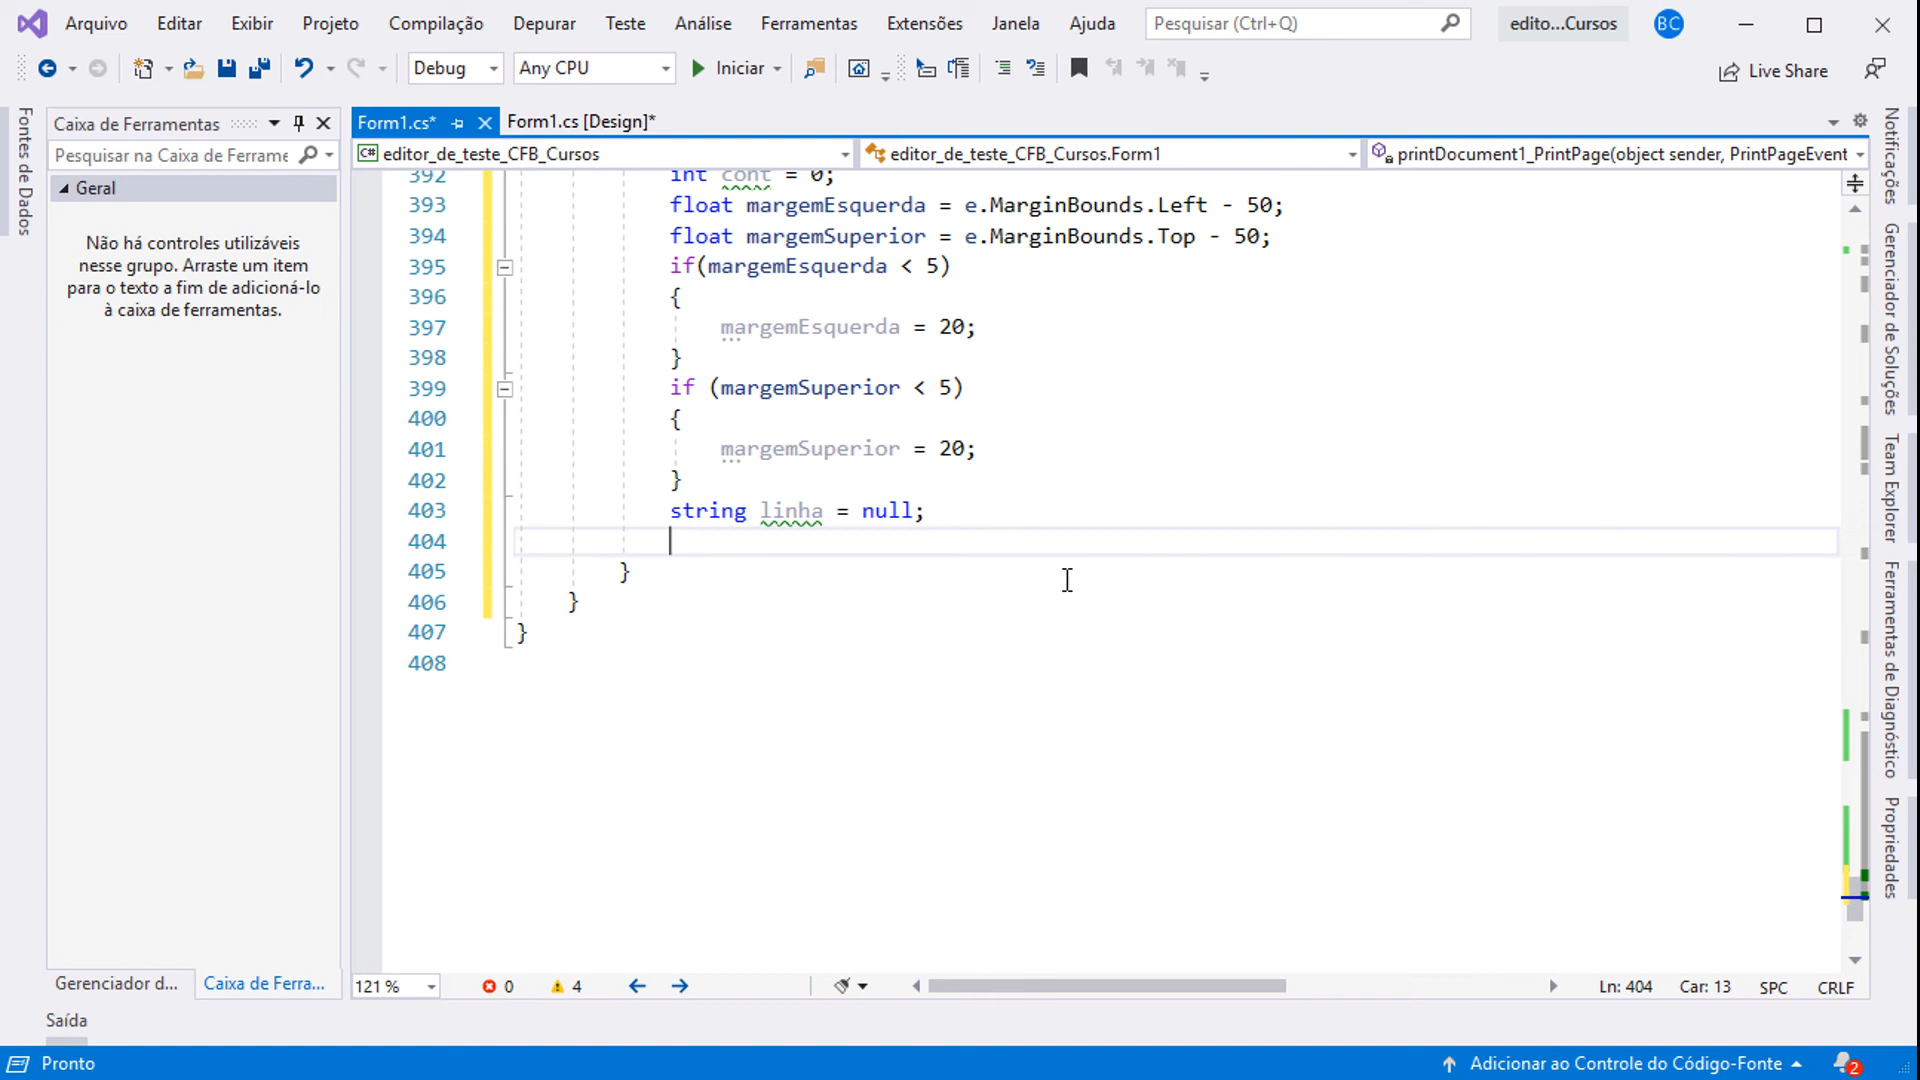 Arquivo Editar Exibir Projeto Compilação Depurar Teste Análise Ferramentas Extensões Janela Ajuda Pesquisar (Ctrl+Q) edito...Cursos BC
Debug Any CPU Iniciar Live Share
Fontes de Dados
Caixa de Ferramentas
Pesquisar na Caixa de Ferrame
Geral
Não há controles utilizáveis
nesse grupo. Arraste um item
para o texto a fim de adicioná-lo
à caixa de ferramentas.
Gerenciador d... Caixa de Ferra...
Form1.cs* Form1.cs [Design]*
C# editor_de_teste_CFB_Cursos editor_de_teste_CFB_Cursos.Form1 printDocument1_PrintPage(object sender, PrintPageEvent
392 int cont = 0;
393 float margemEsquerda = e.MarginBounds.Left - 50;
394 float margemSuperior = e.MarginBounds.Top - 50;
395 if(margemEsquerda < 5)
396 {
397 margemEsquerda = 20;
398 }
399 if (margemSuperior < 5)
400 {
401 margemSuperior = 20;
402 }
403 string linha = null;
404
405 }
406 }
407 }
408
121 % 0 4 Ln: 404 Car: 13 SPC CRLF
Notificações
Gerenciador de Soluções
Team Explorer
Ferramentas de Diagnóstico
Propriedades
Saída
Pronto Adicionar ao Controle do Código-Fonte 2